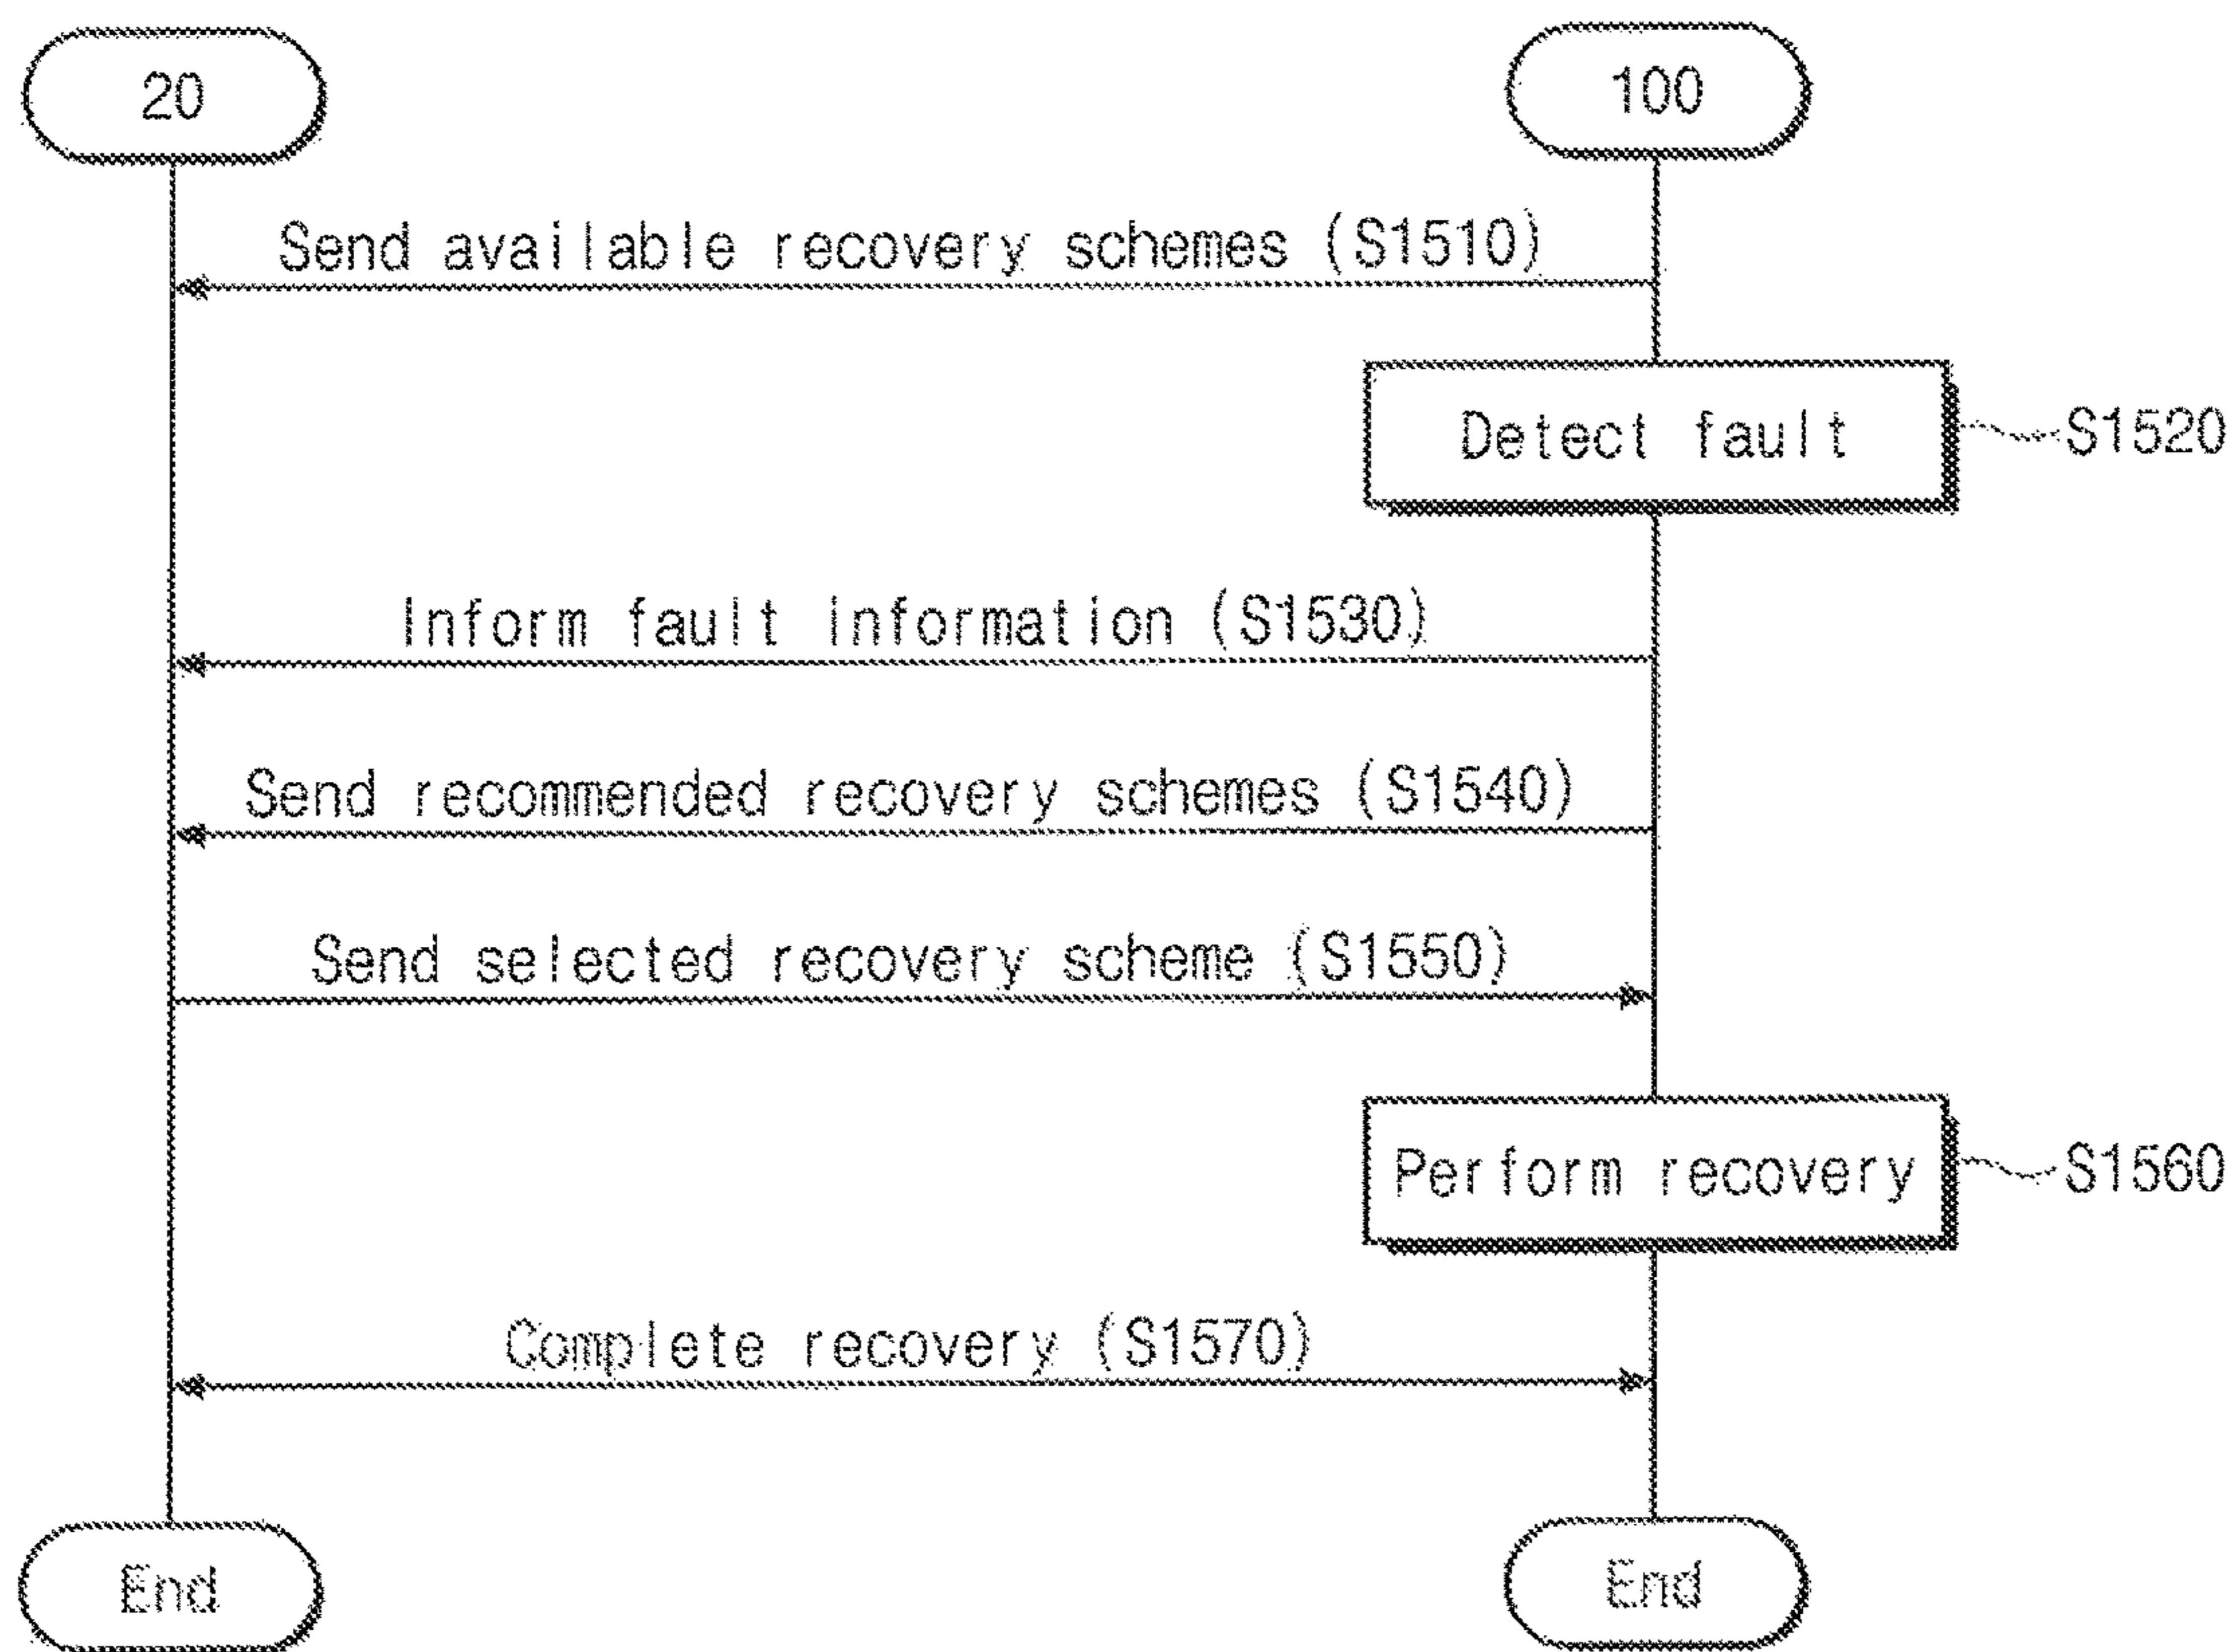 20
100
Send available recovery schemes (S1510)
Detect fault
S1520
Inform fault information (S1530)
Send recommended recovery schemes (S1540)
Send selected recovery scheme (S1550)
Perform recovery
S1560
Complete recovery (S1570)
End
End